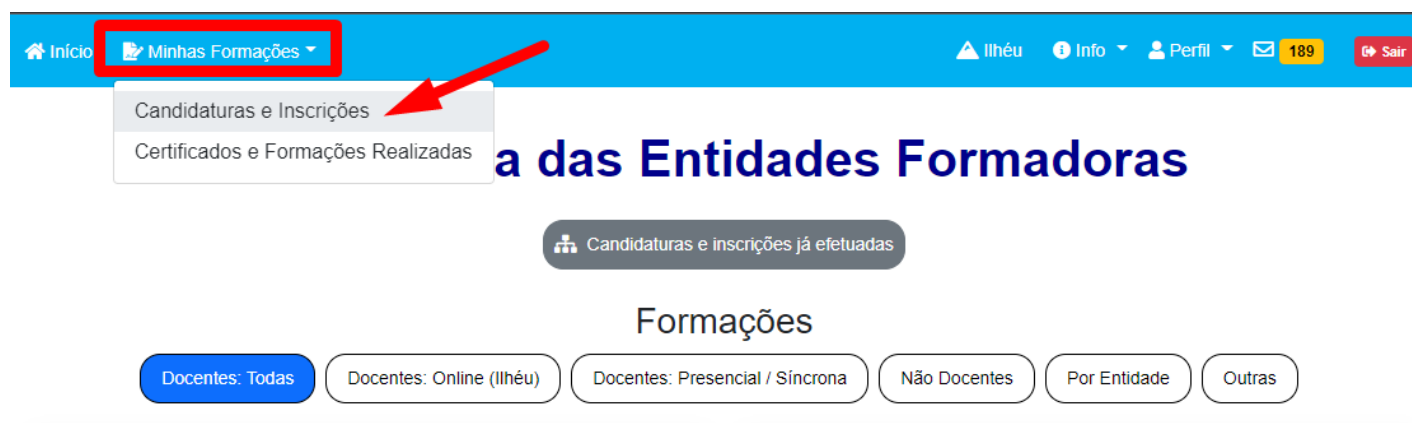 Início Minhas Formações Ilhéu Info Perfil 189 Sair
Candidaturas e Inscrições
Certificados e Formações Realizadas
a das Entidades Formadoras
Candidaturas e inscrições já efetuadas
Formações
Docentes: Todas Docentes: Online (Ilhéu) Docentes: Presencial / Síncrona Não Docentes Por Entidade Outras